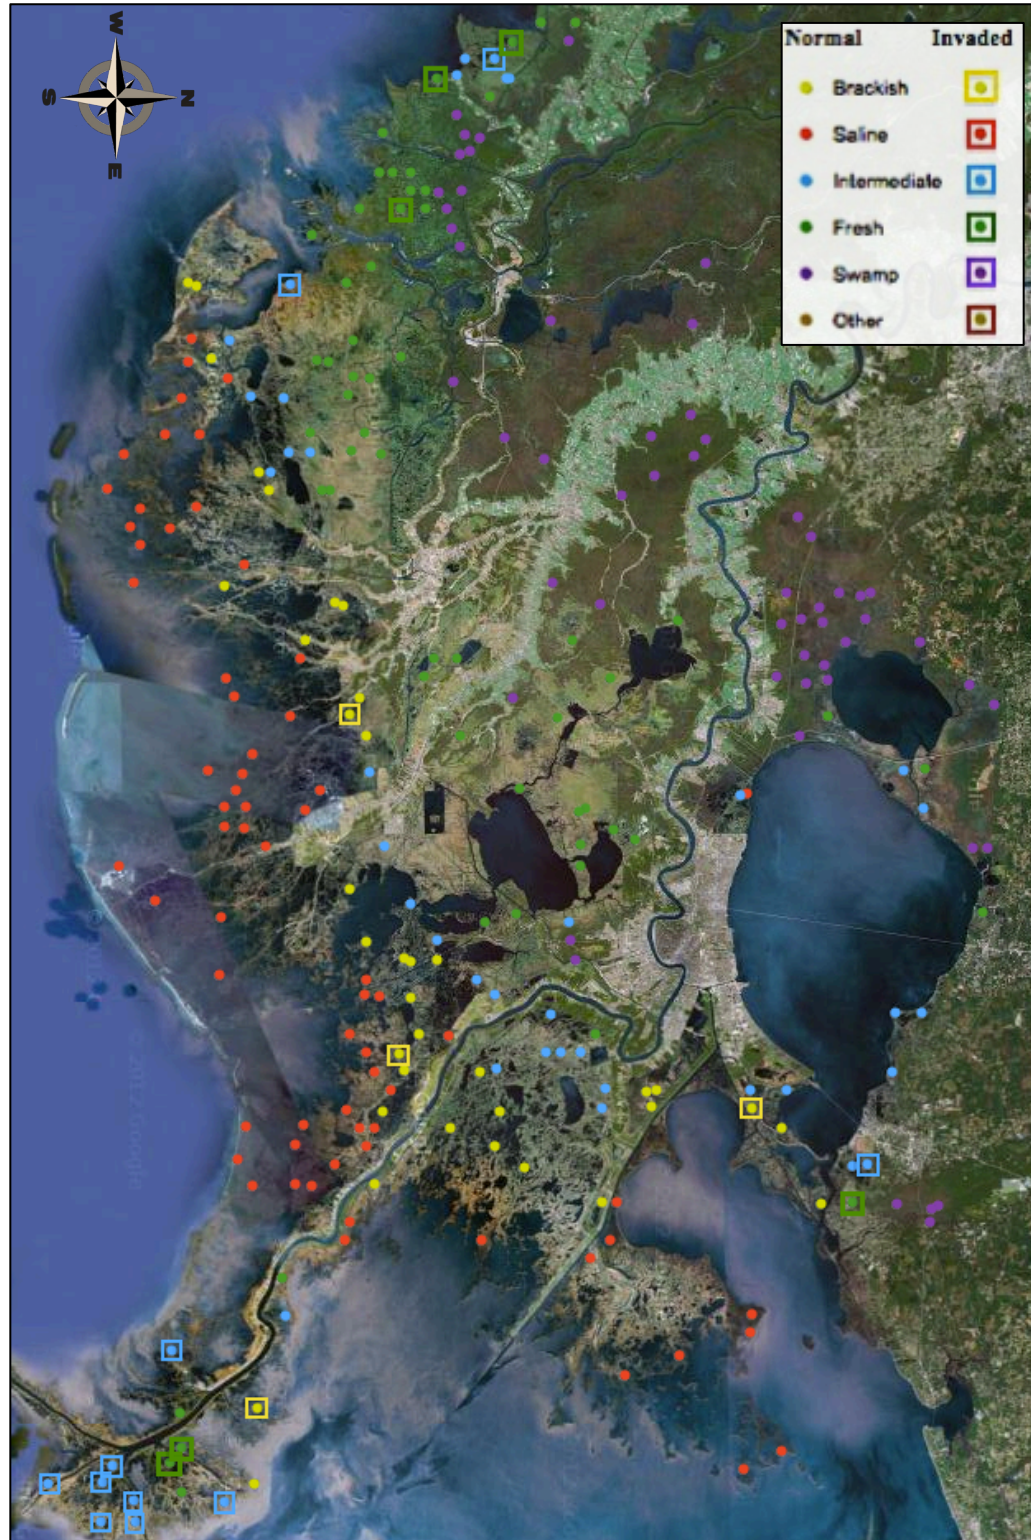 W
S
N
E
Normal Invaded
Brackish
Saline
Intermediate
Fresh
Swamp
Other